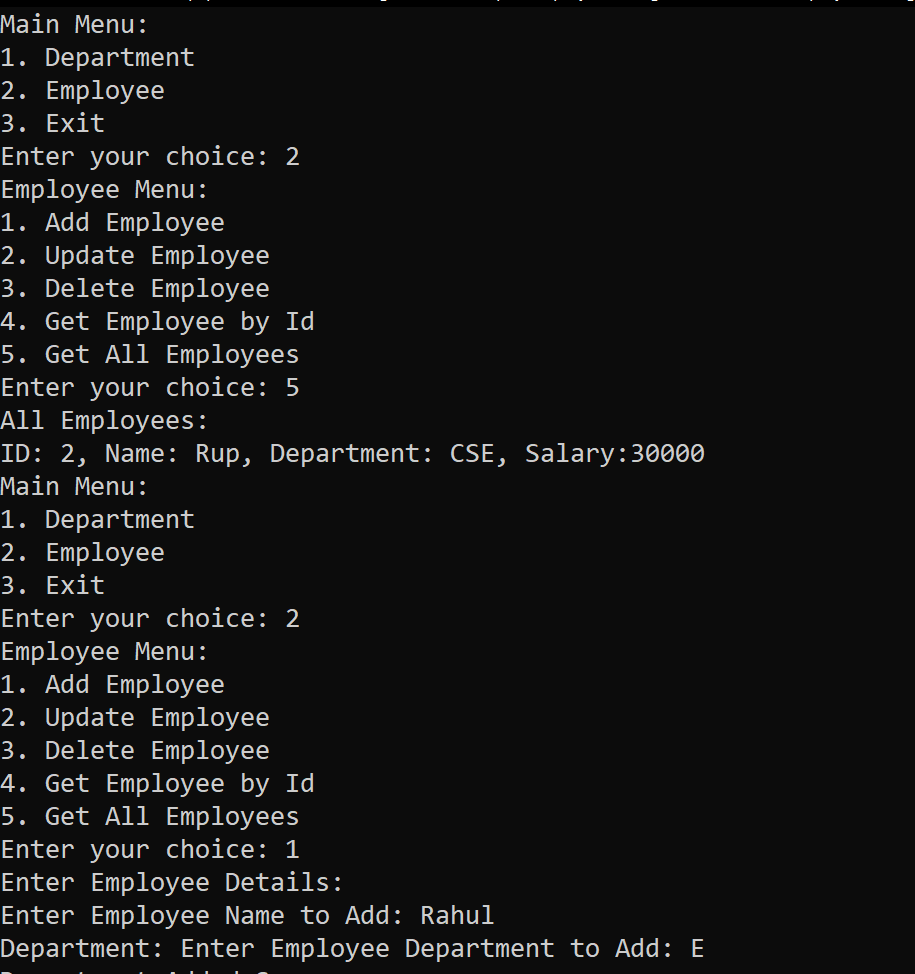 Main Menu:
1. Department
2. Employee
3. Exit
Enter your choice: 2
Employee Menu:
1. Add Employee
2. Update Employee
3. Delete Employee
4. Get Employee by Id
5. Get All Employees
Enter your choice: 5
All Employees:
ID: 2, Name: Rup, Department: CSE, Salary:30000
Main Menu:
1. Department
2. Employee
3. Exit
Enter your choice: 2
Employee Menu:
1. Add Employee
2. Update Employee
3. Delete Employee
4. Get Employee by Id
5. Get All Employees
Enter your choice: 1
Enter Employee Details:
Enter Employee Name to Add: Rahul
Department: Enter Employee Department to Add: E